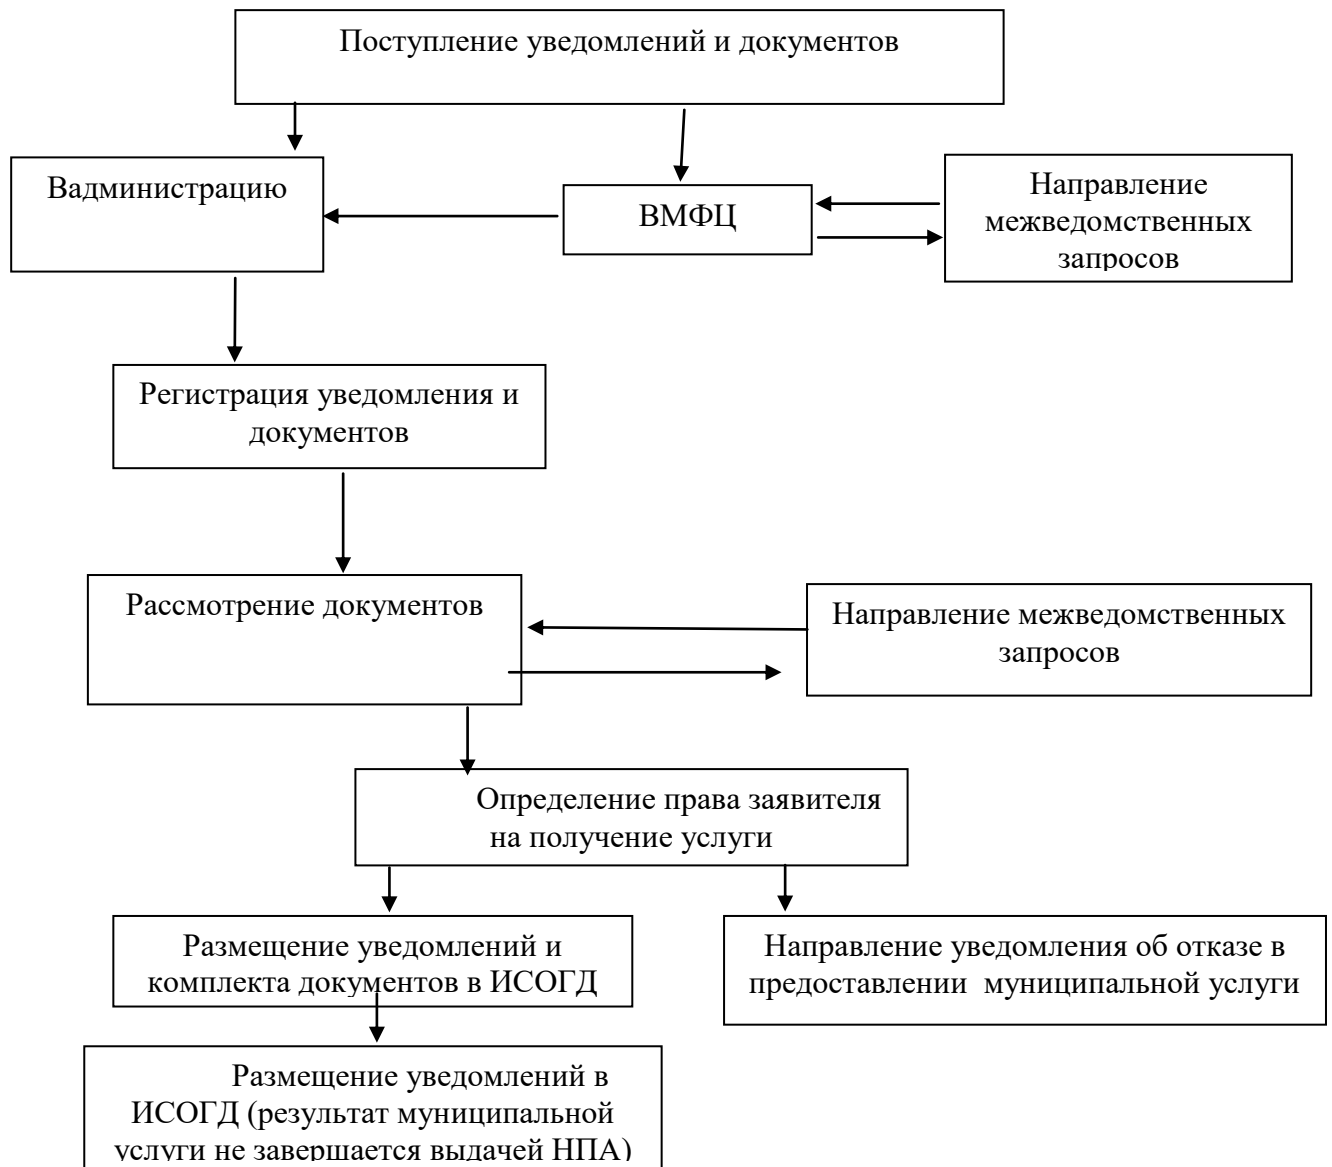 Поступление уведомлений и документов
Вадминистрацию
ВМФЦ
Направление
межведомственных
запросов
Регистрация уведомления и
документов
Рассмотрение документов
Направление межведомственных
запросов
Определение права заявителя
на получение услуги
Размещение уведомлений и
комплекта документов в ИСОГД
Направление уведомления об отказе в
предоставлении  муниципальной услуги
Размещение уведомлений в
ИСОГД (результат муниципальной
услуги не завершается выдачей НПА)